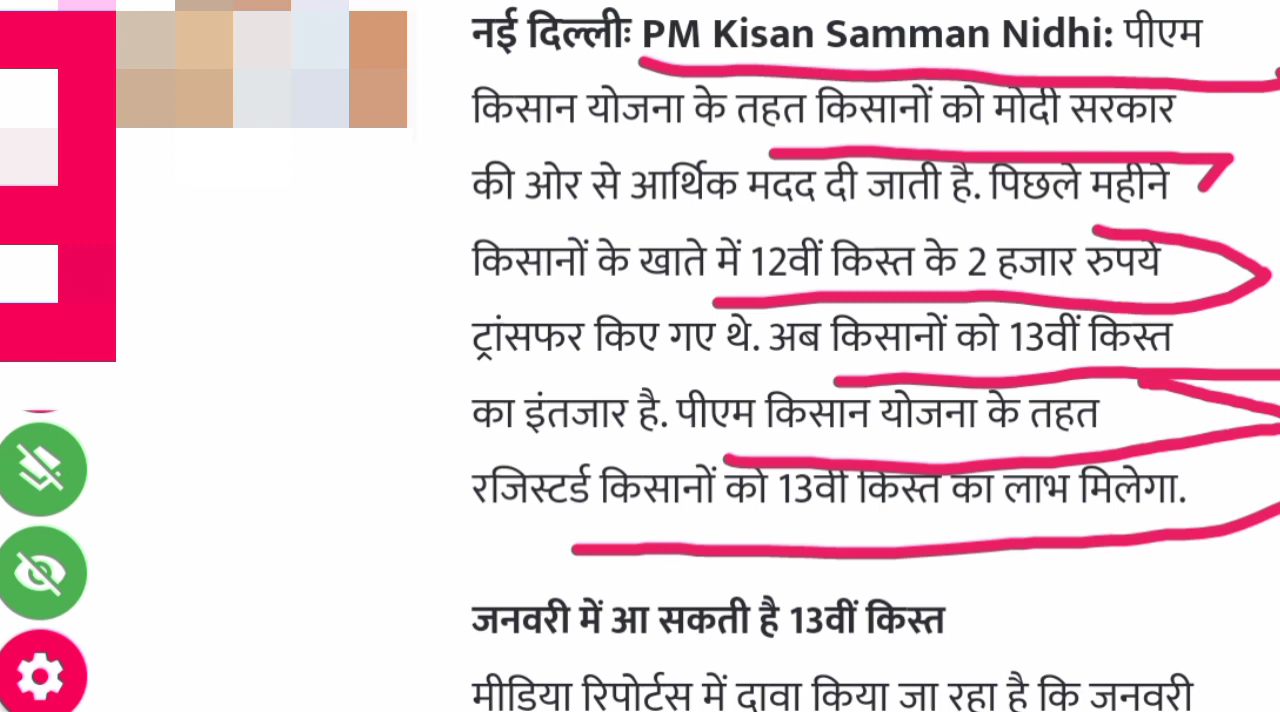 नई दिल्लीः PM Kisan Samman Nidhi: पीएम
किसान योजना के तहत किसानों को मोदी सरकार
की ओर से आर्थिक मदद दी जाती है. पिछले महीने
किसानों के खाते में 12वीं किस्त के 2 हजार रुपये
ट्रांसफर किए गए थे. अब किसानों को 13वीं किस्त
का इंतजार है. पीएम किसान योजना के तहत
रजिस्टर्ड किसानों को 13वीं किस्त का लाभ मिलेगा.
जनवरी में आ सकती है 13वीं किस्त
मीडिया रिपोर्टस में दावा किया जा रहा है कि जनवरी